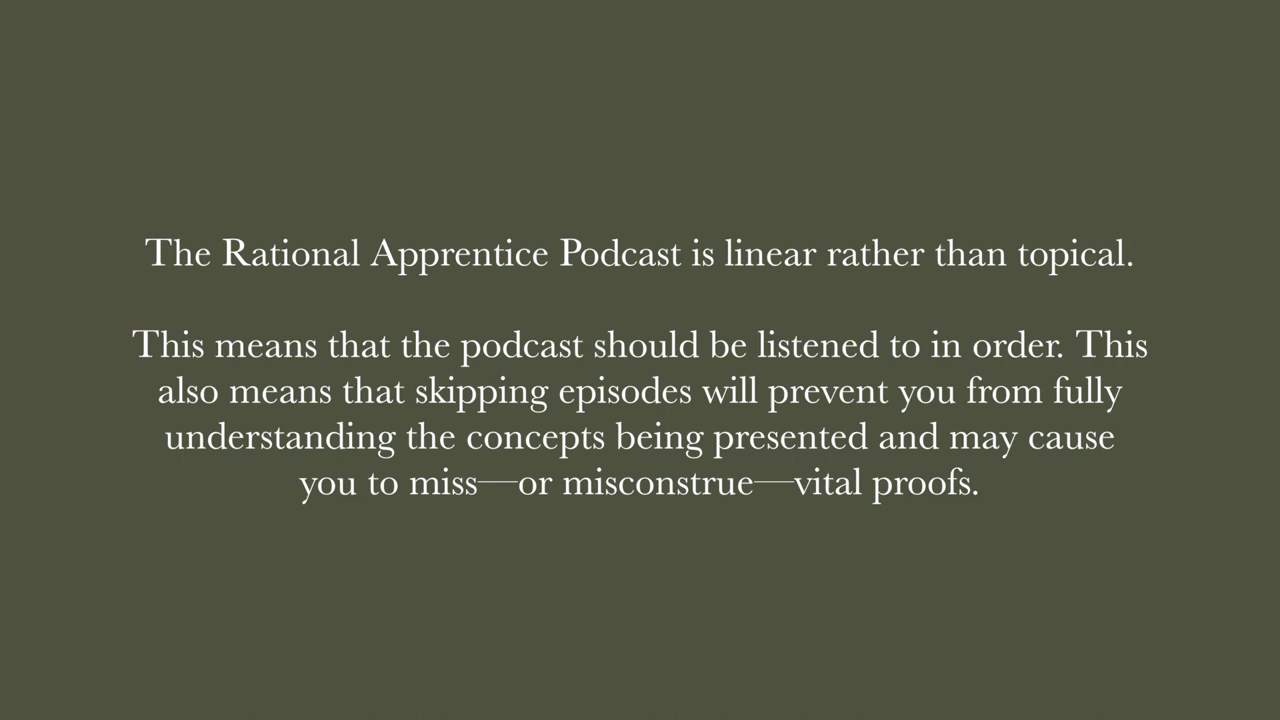 The Rational Apprentice Podcast is linear rather than topical.
This means that the podcast should be listened to in order. This
also means that skipping episodes will prevent you from fully
understanding the concepts being presented and may cause
you to miss—or misconstrue—vital proofs.